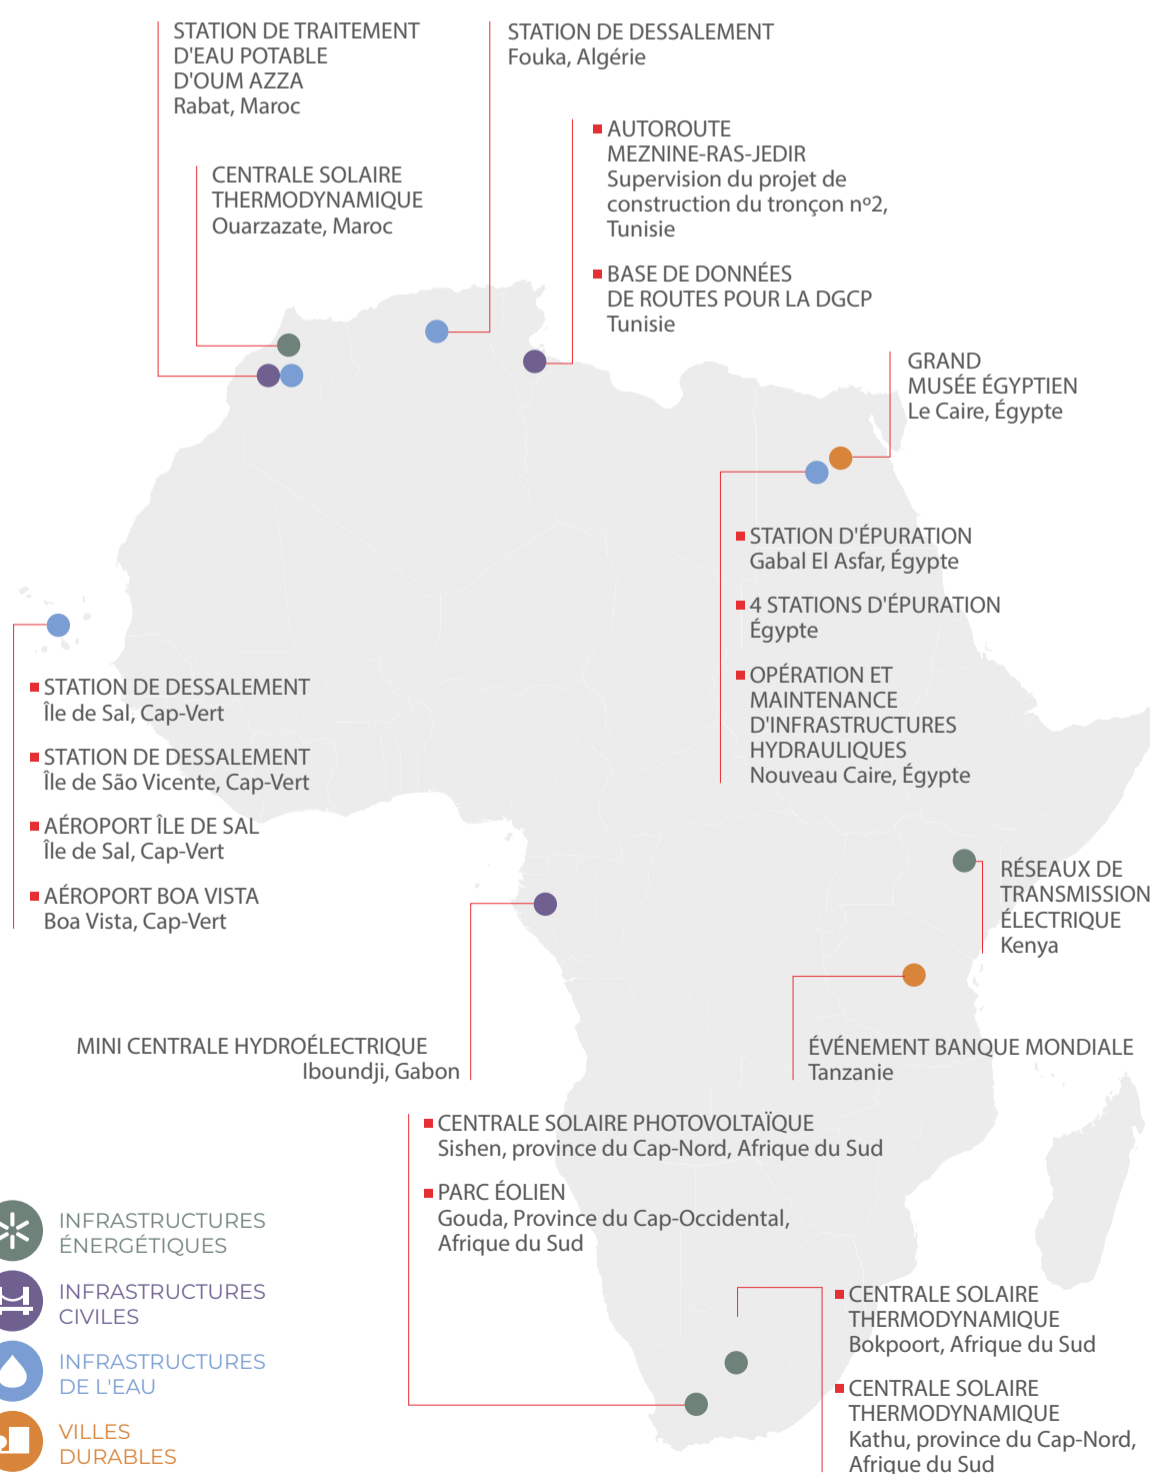 STATION DE TRAITEMENT
D'EAU POTABLE
D'OUM AZZA
Rabat, Maroc
STATION DE DESSALEMENT
Fouka, Algérie
CENTRALE SOLAIRE
THERMODYNAMIQUE
Ouarzazate, Maroc
AUTOROUTE
MEZNINE-RAS-JEDIR
Supervision du projet de
construction du tronçon nº2,
Tunisie
BASE DE DONNÉES
DE ROUTES POUR LA DGCP
Tunisie
GRAND
MUSÉE ÉGYPTIEN
Le Caire, Égypte
STATION D'ÉPURATION
Gabal El Asfar, Égypte
4 STATIONS D'ÉPURATION
Égypte
OPÉRATION ET
MAINTENANCE
D'INFRASTRUCTURES
HYDRAULIQUES
Nouveau Caire, Égypte
STATION DE DESSALEMENT
Île de Sal, Cap-Vert
STATION DE DESSALEMENT
Île de São Vicente, Cap-Vert
AÉROPORT ÎLE DE SAL
Île de Sal, Cap-Vert
AÉROPORT BOA VISTA
Boa Vista, Cap-Vert
RÉSEAUX DE
TRANSMISSION
ÉLECTRIQUE
Kenya
MINI CENTRALE HYDROÉLECTRIQUE
Iboundji, Gabon
ÉVÉNEMENT BANQUE MONDIALE
Tanzanie
CENTRALE SOLAIRE PHOTOVOLTAÏQUE
Sishen, province du Cap-Nord, Afrique du Sud
PARC ÉOLIEN
Gouda, Province du Cap-Occidental,
Afrique du Sud
CENTRALE SOLAIRE
THERMODYNAMIQUE
Bokpoort, Afrique du Sud
CENTRALE SOLAIRE
THERMODYNAMIQUE
Kathu, province du Cap-Nord,
Afrique du Sud
INFRASTRUCTURES
ÉNERGÉTIQUES
INFRASTRUCTURES
CIVILES
INFRASTRUCTURES
DE L'EAU
VILLES
DURABLES